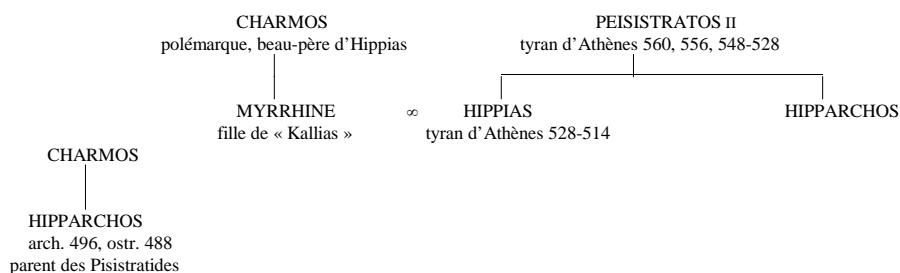 CHARMOS PEISISTRATOS II
polémarque, beau-père d'Hippias tyran d'Athènes 560, 556, 548-528
MYRRHINE ∞ HIPPIAS HIPPARCHOS
fille de « Kallias » tyran d'Athènes 528-514
CHARMOS
HIPPARCHOS
arch. 496, ostr. 488
parent des Pisistratides